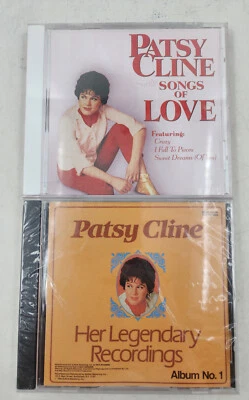 PATSY
CLINE
SONGS
OF
LOVE
Featuring:
Crazy
I Fall To Pieces
Sweet Dreams (Of You)
Patsy Cline
Her Legendary
Recordings
Album No. 1